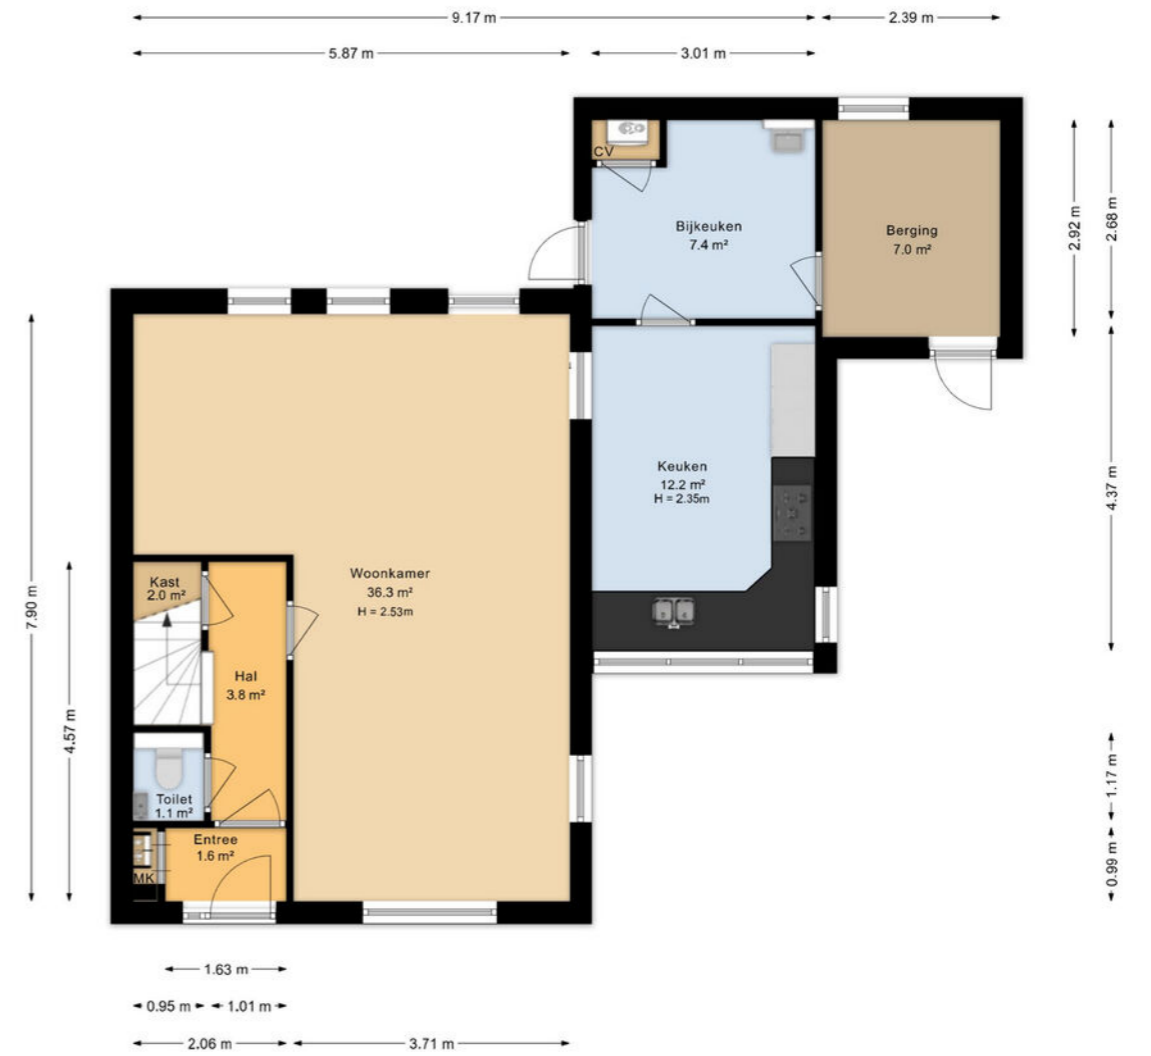 9.17 m
2.39 m
5.87 m
3.01 m
CV
Bijkeuken
7.4 m²
Berging
7.0 m²
2.92 m
2.68 m
Keuken
12.2 m²
H = 2.35m
4.37 m
Woonkamer
36.3 m²
H = 2.53m
Kast
2.0 m²
7.90 m
Hal
3.8 m²
4.57 m
Toilet
1.1 m²
1.17 m
Entree
1.6 m²
MK
0.99 m
1.63 m
0.95 m
1.01 m
2.06 m
3.71 m